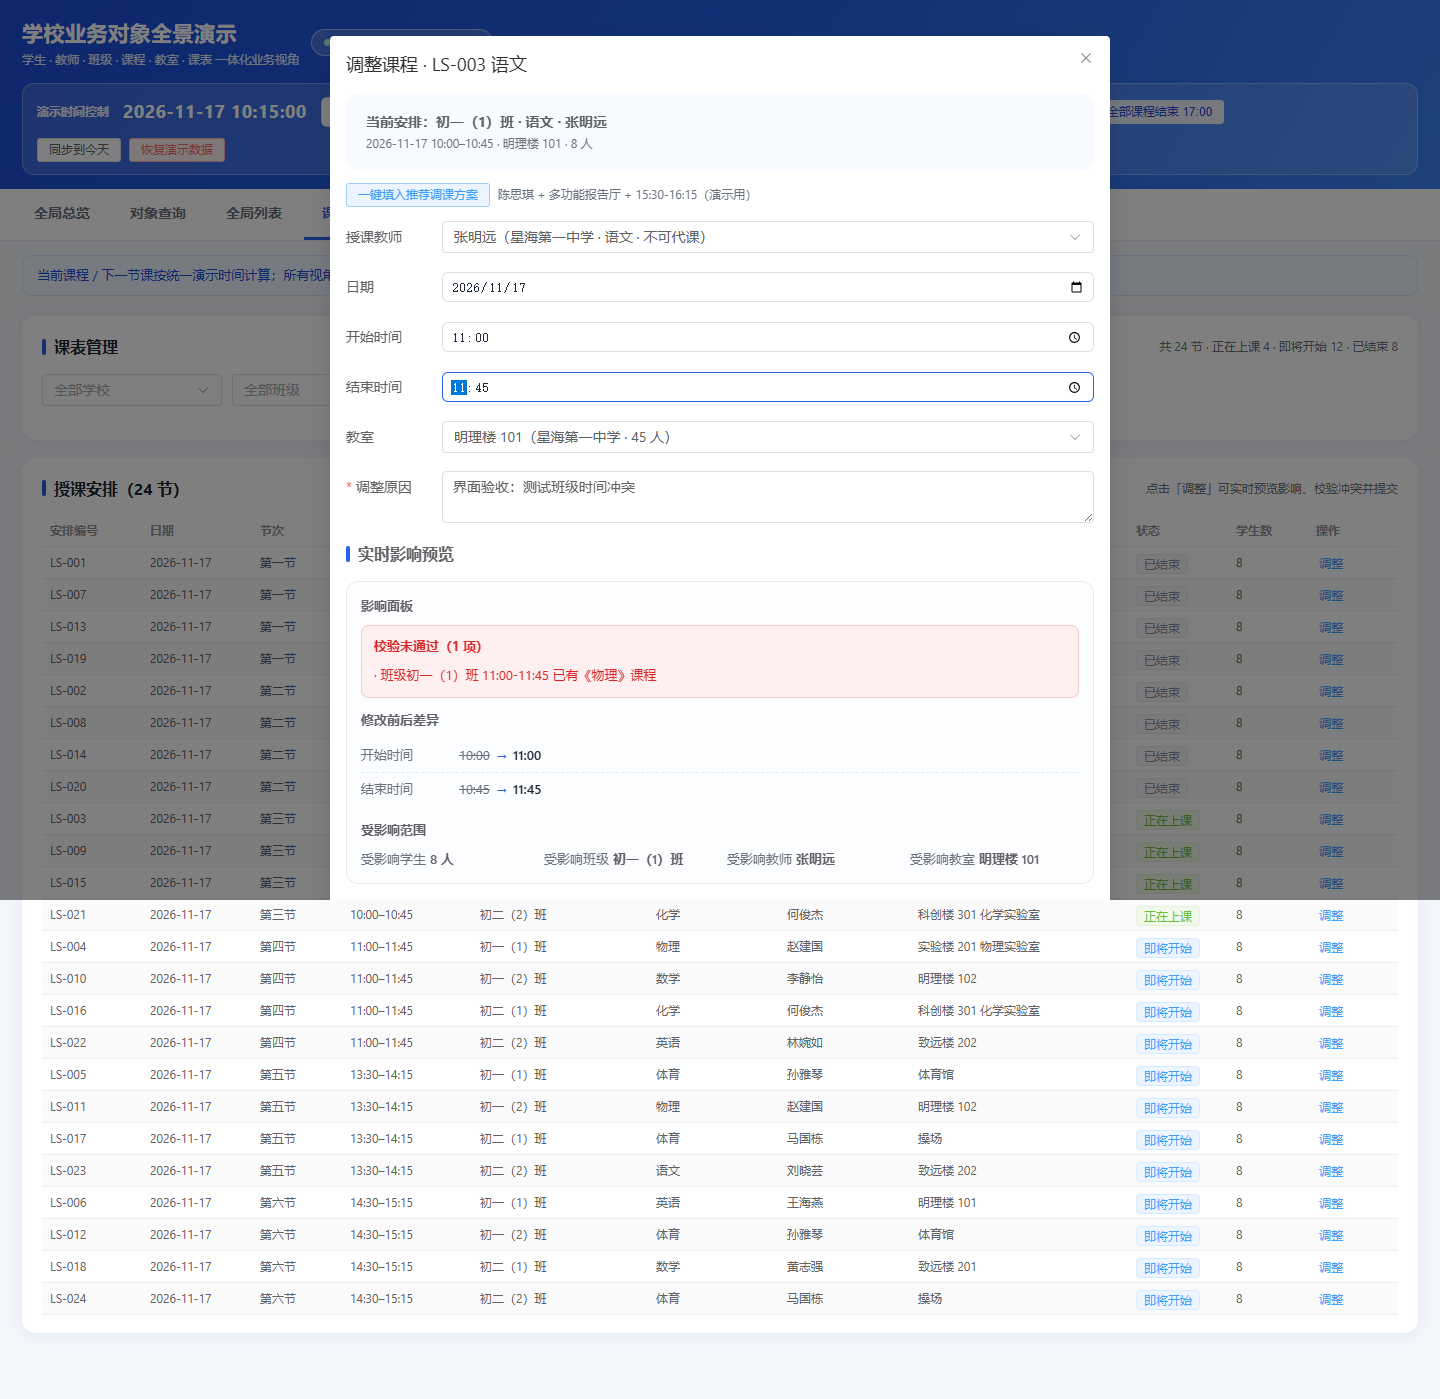 学校业务对象全景演示
学生 · 教师 · 班级 · 课程 · 教室 · 课表 一体化业务视角
演示时间控制 2026-11-17 10:15:00
全部课程结束 17:00
同步到今天 恢复演示数据
全局总览 对象查询 全局列表
当前课程 / 下一节课按统一演示时间计算；所有视角
课表管理
共 24 节 · 正在上课 4 · 即将开始 12 · 已结束 8
全部学校 全部班级
授课安排（24 节）
点击「调整」可实时预览影响、校验冲突并提交
安排编号 日期 节次 状态 学生数 操作
LS-001 2026-11-17 第一节 已结束 8 调整
LS-007 2026-11-17 第一节 已结束 8 调整
LS-013 2026-11-17 第一节 已结束 8 调整
LS-019 2026-11-17 第一节 已结束 8 调整
LS-002 2026-11-17 第二节 已结束 8 调整
LS-008 2026-11-17 第二节 已结束 8 调整
LS-014 2026-11-17 第二节 已结束 8 调整
LS-020 2026-11-17 第二节 已结束 8 调整
LS-003 2026-11-17 第三节 正在上课 8 调整
LS-009 2026-11-17 第三节 正在上课 8 调整
LS-015 2026-11-17 第三节 正在上课 8 调整
调整课程 · LS-003 语文
当前安排：初一（1）班 · 语文 · 张明远
2026-11-17 10:00–10:45 · 明理楼 101 · 8 人
一键填入推荐调课方案 陈思琪 + 多功能报告厅 + 15:30-16:15（演示用）
授课教师 张明远（星海第一中学 · 语文 · 不可代课）
日期 2026/11/17
开始时间 11:00
结束时间 11:45
教室 明理楼 101（星海第一中学 · 45 人）
* 调整原因 界面验收：测试班级时间冲突
实时影响预览
影响面板
校验未通过（1 项）
· 班级初一（1）班 11:00-11:45 已有《物理》课程
修改前后差异
开始时间 10:00 → 11:00
结束时间 10:45 → 11:45
受影响范围
受影响学生 8 人 受影响班级 初一（1）班 受影响教师 张明远 受影响教室 明理楼 101
LS-021 2026-11-17 第三节 10:00–10:45 初二（2）班 化学 何俊杰 科创楼 301 化学实验室 正在上课 8 调整
LS-004 2026-11-17 第四节 11:00–11:45 初一（1）班 物理 赵建国 实验楼 201 物理实验室 即将开始 8 调整
LS-010 2026-11-17 第四节 11:00–11:45 初一（2）班 数学 李静怡 明理楼 102 即将开始 8 调整
LS-016 2026-11-17 第四节 11:00–11:45 初二（1）班 化学 何俊杰 科创楼 301 化学实验室 即将开始 8 调整
LS-022 2026-11-17 第四节 11:00–11:45 初二（2）班 英语 林婉如 致远楼 202 即将开始 8 调整
LS-005 2026-11-17 第五节 13:30–14:15 初一（1）班 体育 孙雅琴 体育馆 即将开始 8 调整
LS-011 2026-11-17 第五节 13:30–14:15 初一（2）班 物理 赵建国 明理楼 102 即将开始 8 调整
LS-017 2026-11-17 第五节 13:30–14:15 初二（1）班 体育 马国栋 操场 即将开始 8 调整
LS-023 2026-11-17 第五节 13:30–14:15 初二（2）班 语文 刘晓芸 致远楼 202 即将开始 8 调整
LS-006 2026-11-17 第六节 14:30–15:15 初一（1）班 英语 王海燕 明理楼 101 即将开始 8 调整
LS-012 2026-11-17 第六节 14:30–15:15 初一（2）班 体育 孙雅琴 体育馆 即将开始 8 调整
LS-018 2026-11-17 第六节 14:30–15:15 初二（1）班 数学 黄志强 致远楼 201 即将开始 8 调整
LS-024 2026-11-17 第六节 14:30–15:15 初二（2）班 体育 马国栋 操场 即将开始 8 调整